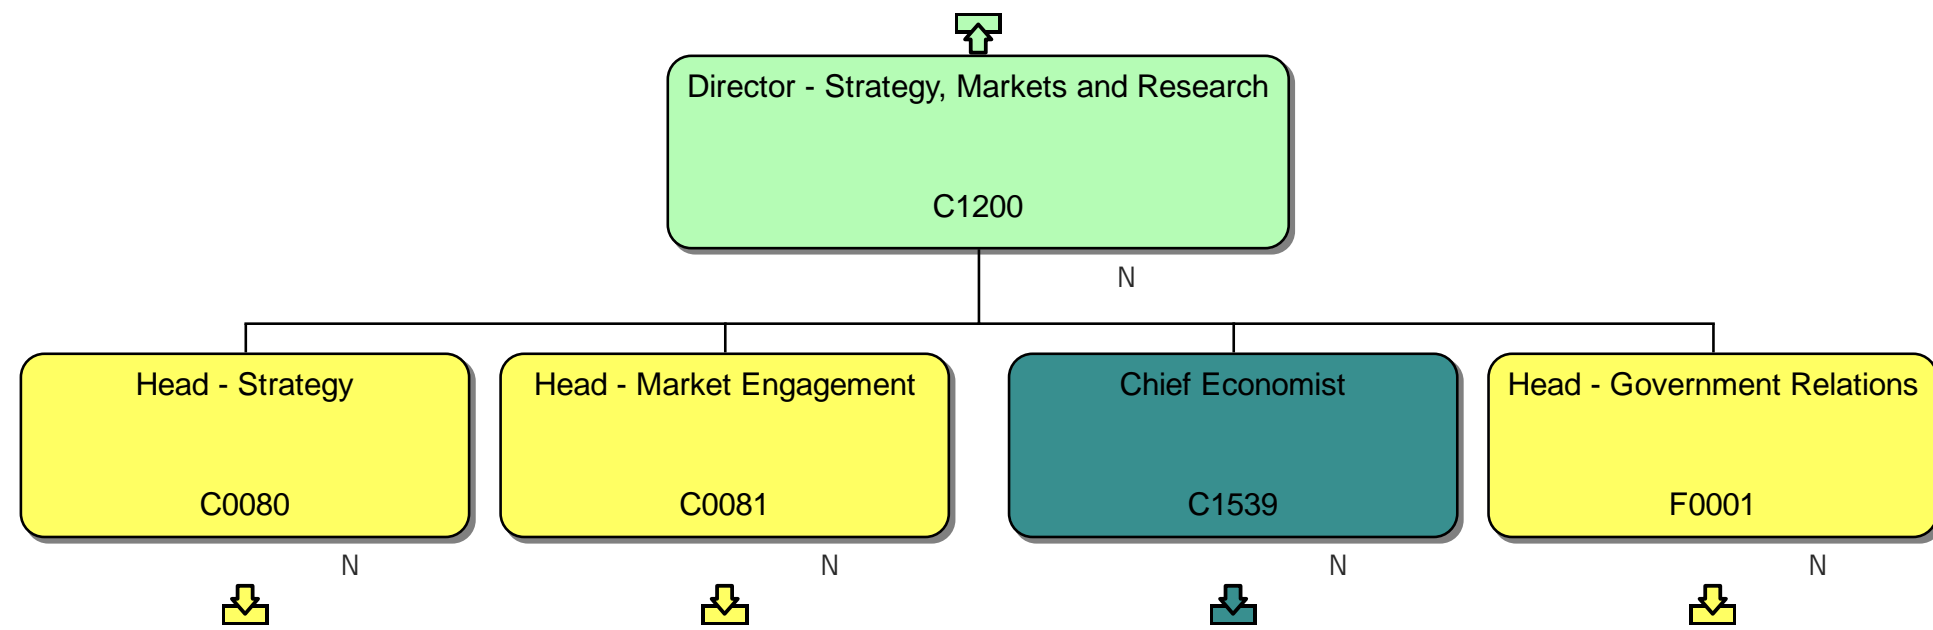 Director - Strategy, Markets and Research
C1200
N
Head - Strategy
C0080
N
Head - Market Engagement
C0081
N
Chief Economist
C1539
N
Head - Government Relations
F0001
N